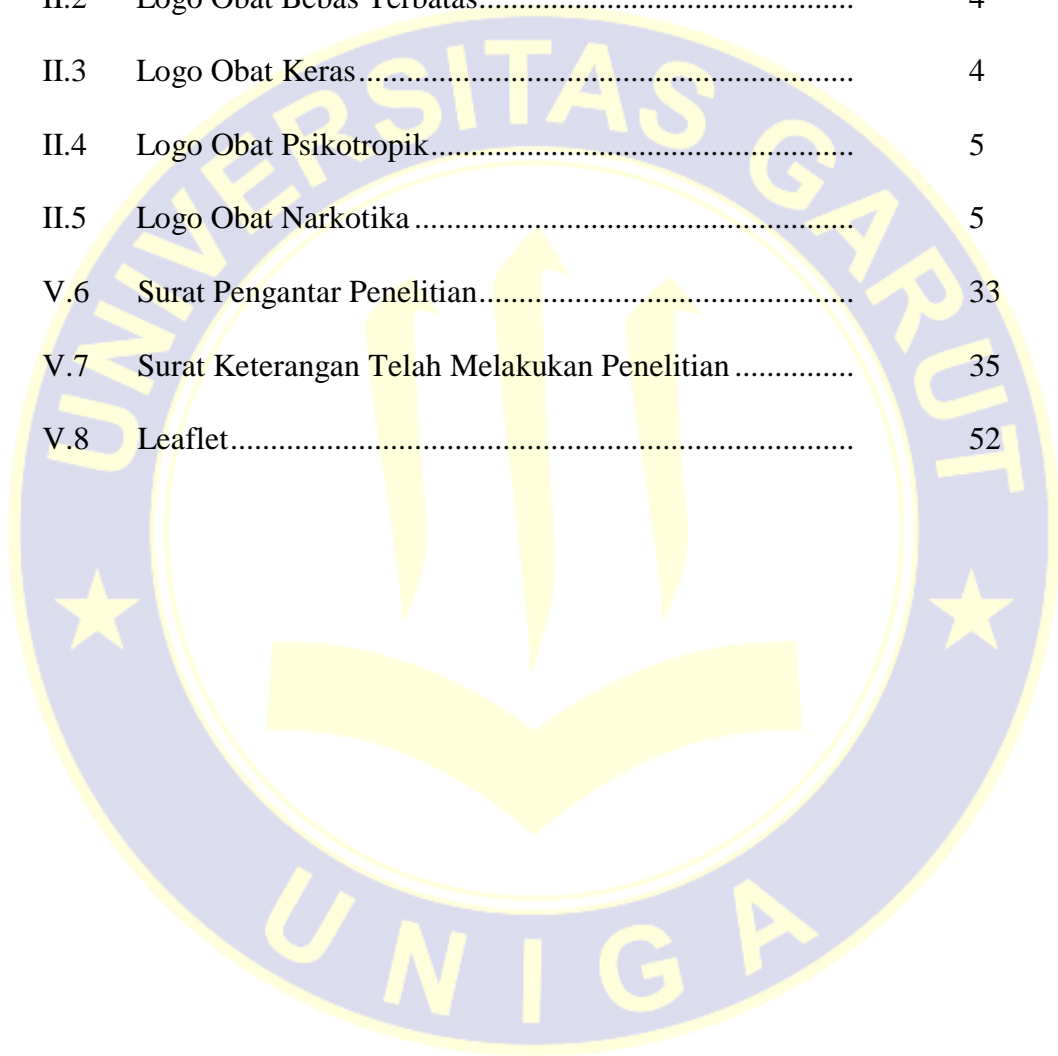 II.2 Logo Obat Bebas Terbatas............................................... 4
II.3 Logo Obat Keras.............................................................. 4
II.4 Logo Obat Psikotropik..................................................... 5
II.5 Logo Obat Narkotika ....................................................... 5
V.6 Surat Pengantar Penelitian............................................... 33
V.7 Surat Keterangan Telah Melakukan Penelitian ............... 35
V.8 Leaflet.............................................................................. 52
UNIVERSITAS GARUT
UNIGA